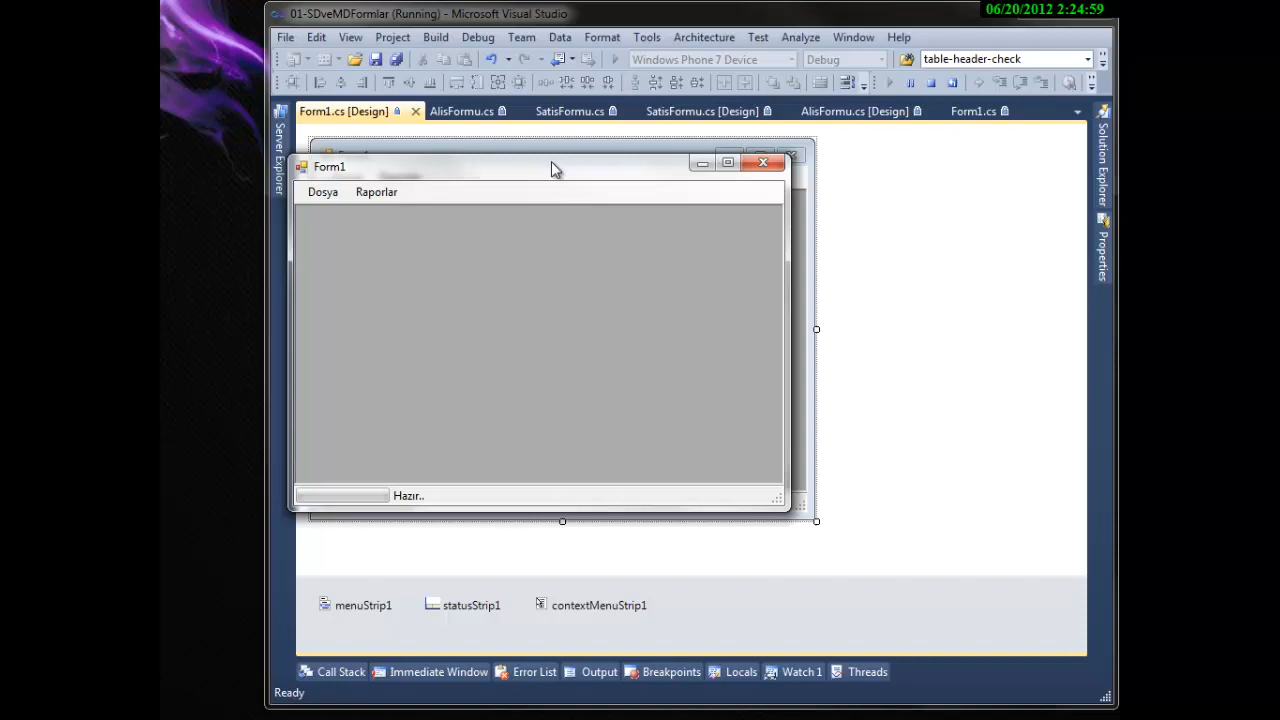 06/20/2012 2:24:59
01-SDveMDFormlar (Running) - Microsoft Visual Studio
File Edit View Project Build Debug Team Data Format Tools Architecture Test Analyze Window Help
Windows Phone 7 Device Debug table-header-check
Form1.cs [Design] AlisFormu.cs SatisFormu.cs SatisFormu.cs [Design] AlisFormu.cs [Design] Form1.cs
Server Explorer
Solution Explorer
Properties
Form1
Dosya Raporlar
Hazır..
menuStrip1 statusStrip1 contextMenuStrip1
Call Stack Immediate Window Error List Output Breakpoints Locals Watch 1 Threads
Ready